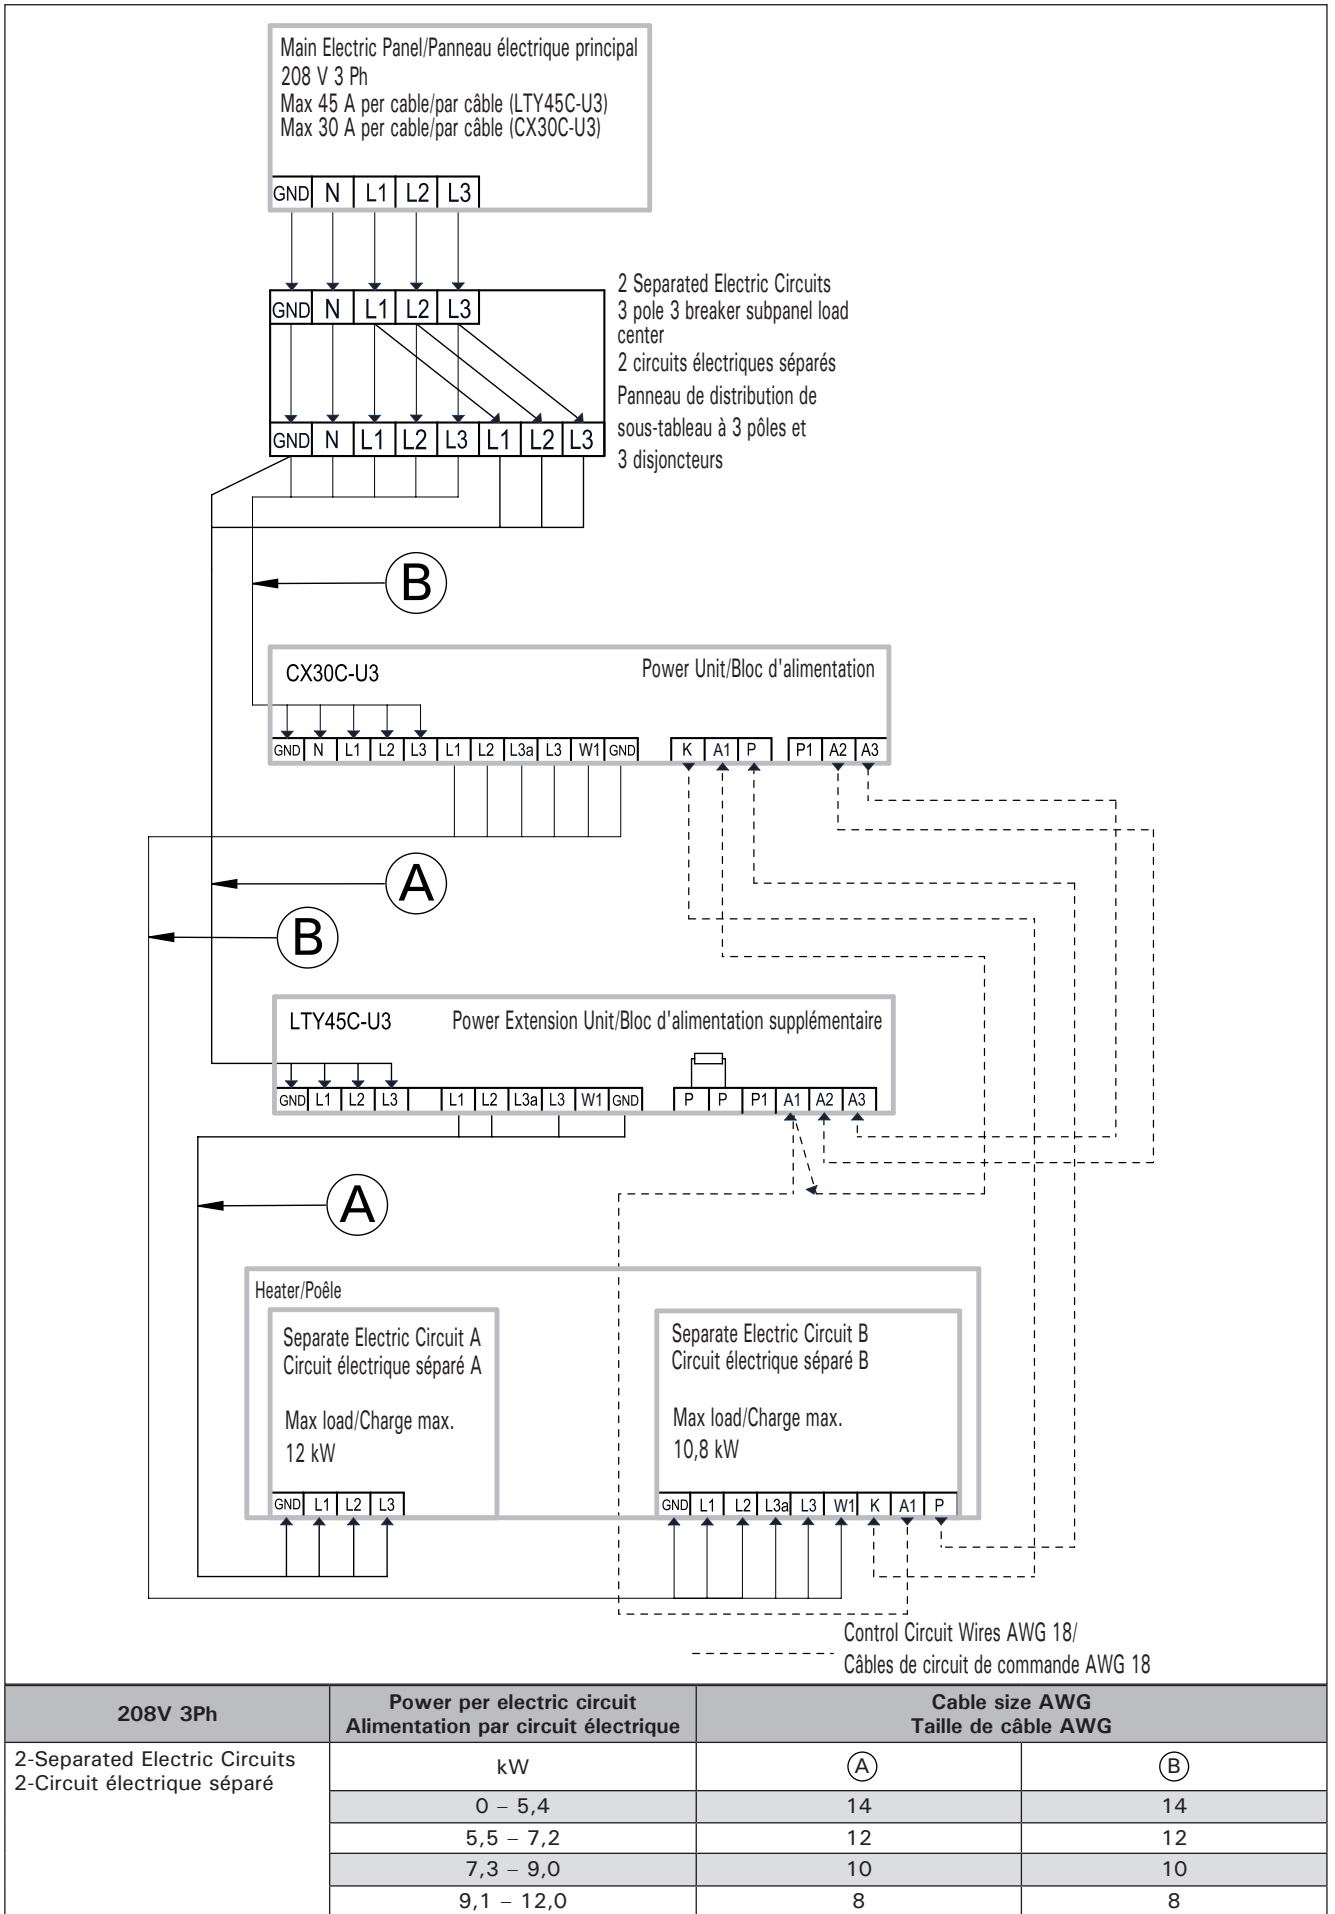 Main Electric Panel/Panneau électrique principal
208 V 3 Ph
Max 45 A per cable/par câble (LTY45C-U3)
Max 30 A per cable/par câble (CX30C-U3)
GND N L1 L2 L3
2 Separated Electric Circuits
3 pole 3 breaker subpanel load
center
2 circuits électriques séparés
Panneau de distribution de
sous-tableau à 3 pôles et
3 disjoncteurs
GND N L1 L2 L3
GND N L1 L2 L3 L1 L2 L3
B
CX30C-U3 Power Unit/Bloc d'alimentation
GND N L1 L2 L3 L1 L2 L3a L3 W1 GND K A1 P P1 A2 A3
A
B
LTY45C-U3 Power Extension Unit/Bloc d'alimentation supplémentaire
GND L1 L2 L3 L1 L2 L3a L3 W1 GND P P P1 A1 A2 A3
A
Heater/Poêle
Separate Electric Circuit A
Circuit électrique séparé A
Max load/Charge max.
12 kW
GND L1 L2 L3
Separate Electric Circuit B
Circuit électrique séparé B
Max load/Charge max.
10,8 kW
GND L1 L2 L3a L3 W1 K A1 P
Control Circuit Wires AWG 18/
Câbles de circuit de commande AWG 18
208V 3Ph
Power per electric circuit
Alimentation par circuit électrique
Cable size AWG
Taille de câble AWG
2-Separated Electric Circuits
2-Circuit électrique séparé
kW A B
0 – 5,4 14 14
5,5 – 7,2 12 12
7,3 – 9,0 10 10
9,1 – 12,0 8 8